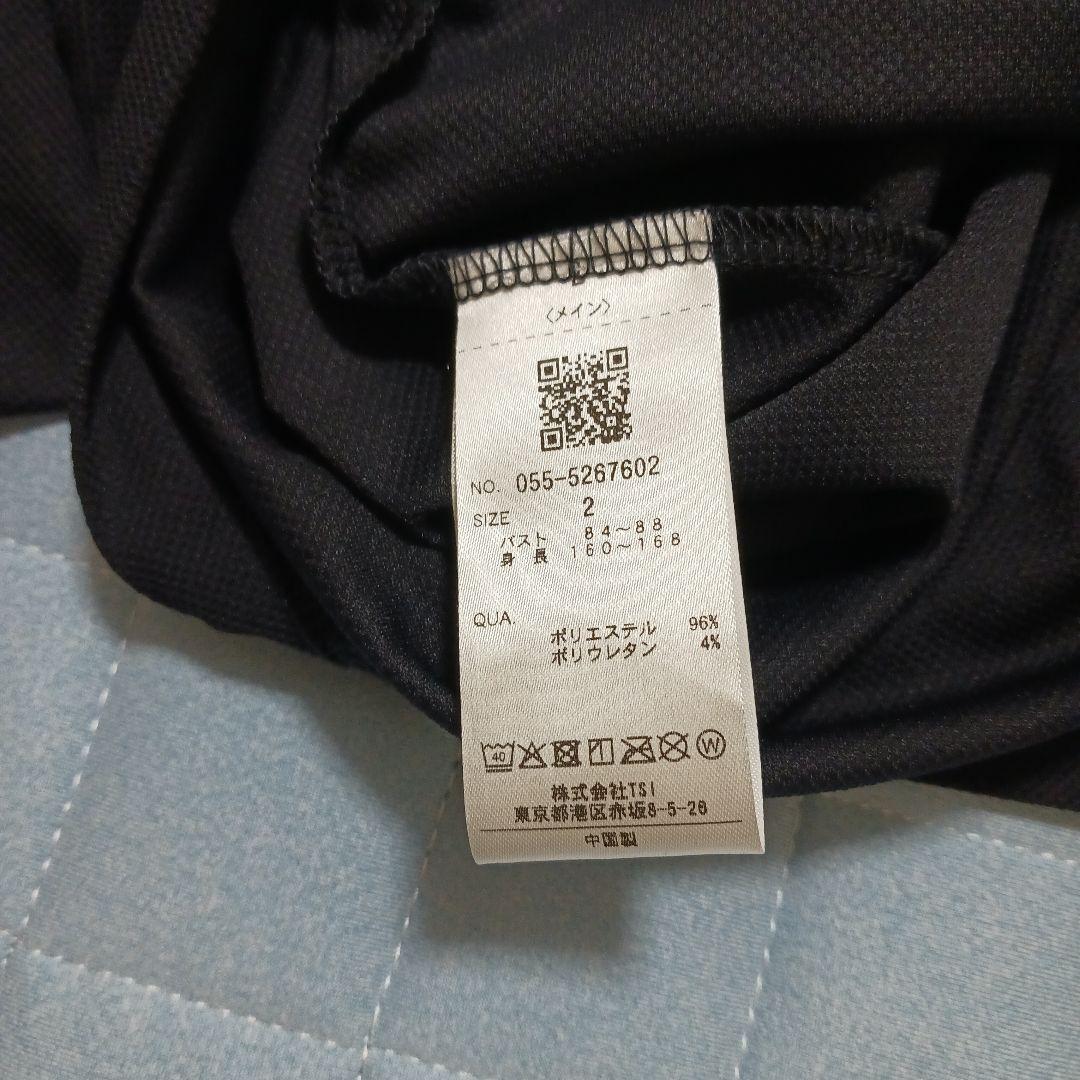 〈メイン〉
NO. 055-5267602
SIZE 2
バスト 84～88
身長 160～168
QUA. ポリエステル 96%
ポリウレタン 4%
40 W
株式会社TSI
東京都港区赤坂8-5-26
中国製